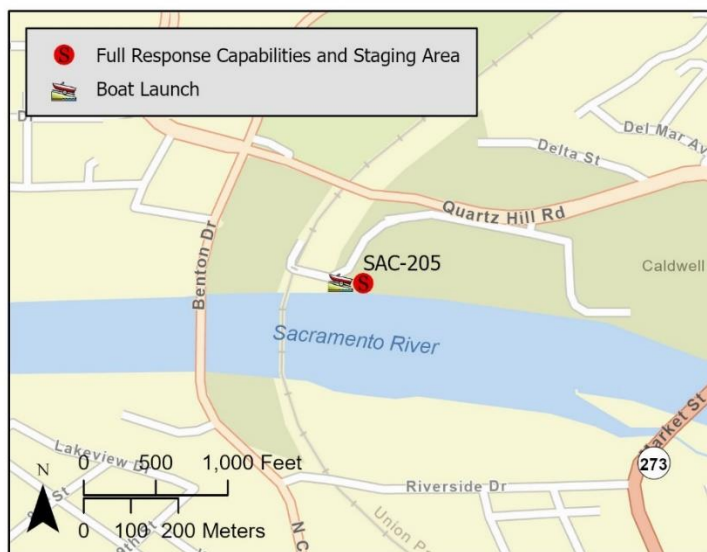 S Full Response Capabilities and Staging Area
Boat Launch
Del Mar Av
Delta St
Quartz Hill Rd
Benton Dr
SAC-205
Caldwell
Sacramento River
Market St
273
Lakeview Dr
Riverside Dr
N
0 500 1,000 Feet
0 100 200 Meters
N C
Union Pa
S